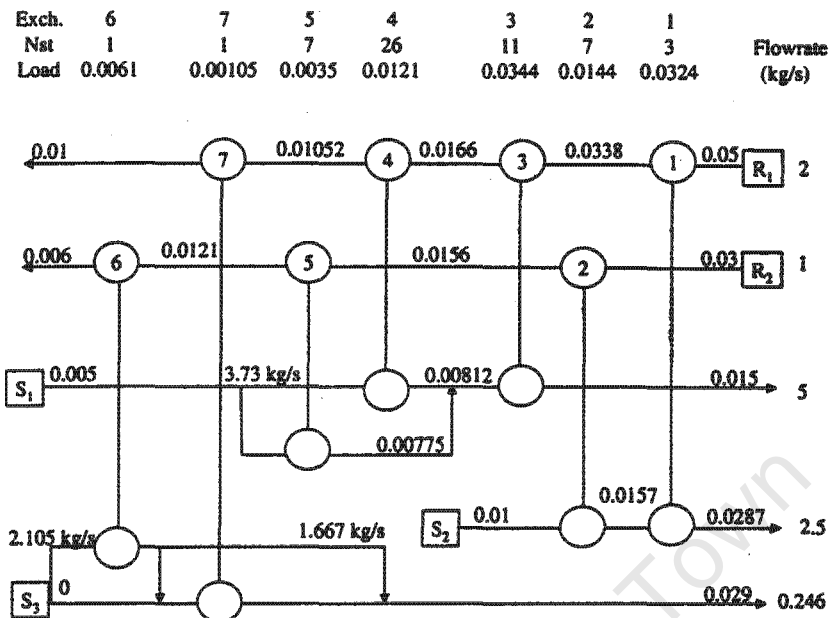 Exch. 6 7 5 4 3 2 1
Nst 1 1 7 26 11 7 3 Flowrate
Load 0.0061 0.00105 0.0035 0.0121 0.0344 0.0144 0.0324 (kg/s)
0.01 7 0.01052 4 0.0166 3 0.0338 1 0.05 R1 2
0.006 6 0.0121 5 0.0156 2 0.03 R2 1
S1 0.005 3.73 kg/s 0.00812 0.015 5
0.00775
S2 0.01 0.0157 0.0287 2.5
2.105 kg/s 1.667 kg/s
S3 0 0.029 0.246
Town